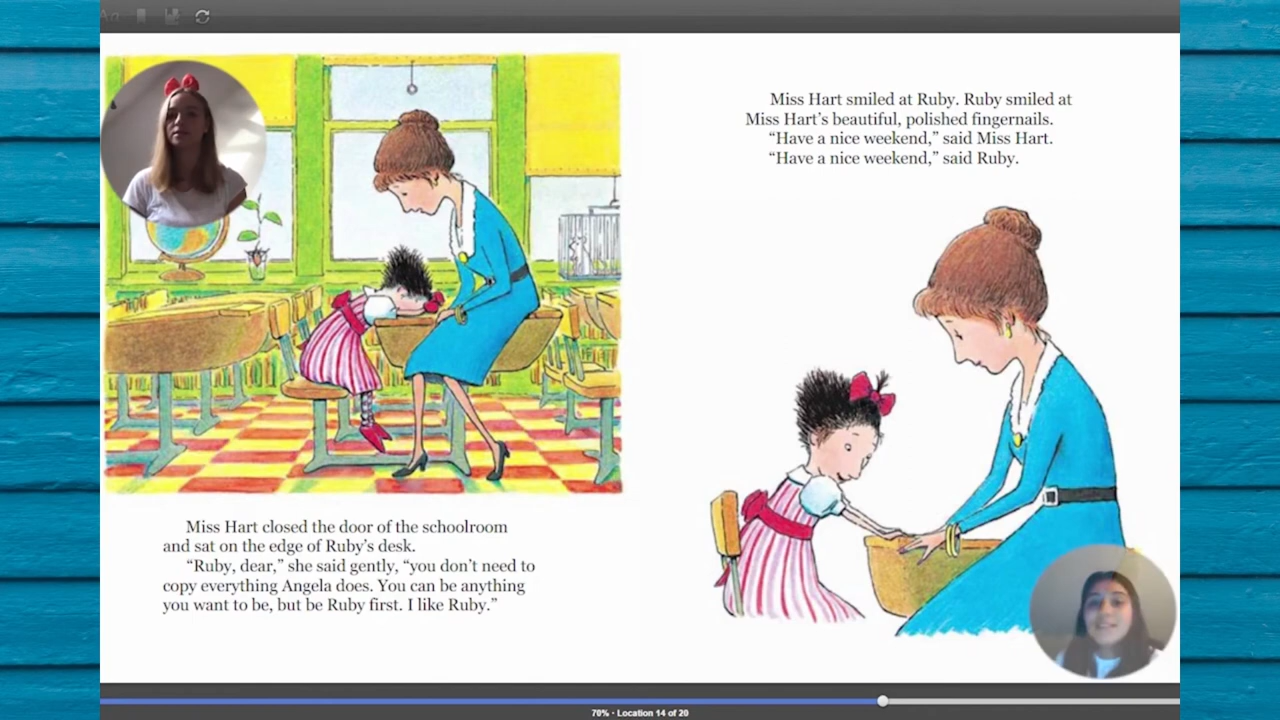 Aa
Miss Hart closed the door of the schoolroom
and sat on the edge of Ruby’s desk.
“Ruby, dear,” she said gently, “you don’t need to
copy everything Angela does. You can be anything
you want to be, but be Ruby first. I like Ruby.”
Miss Hart smiled at Ruby. Ruby smiled at
Miss Hart’s beautiful, polished fingernails.
“Have a nice weekend,” said Miss Hart.
“Have a nice weekend,” said Ruby.
70% · Location 14 of 20